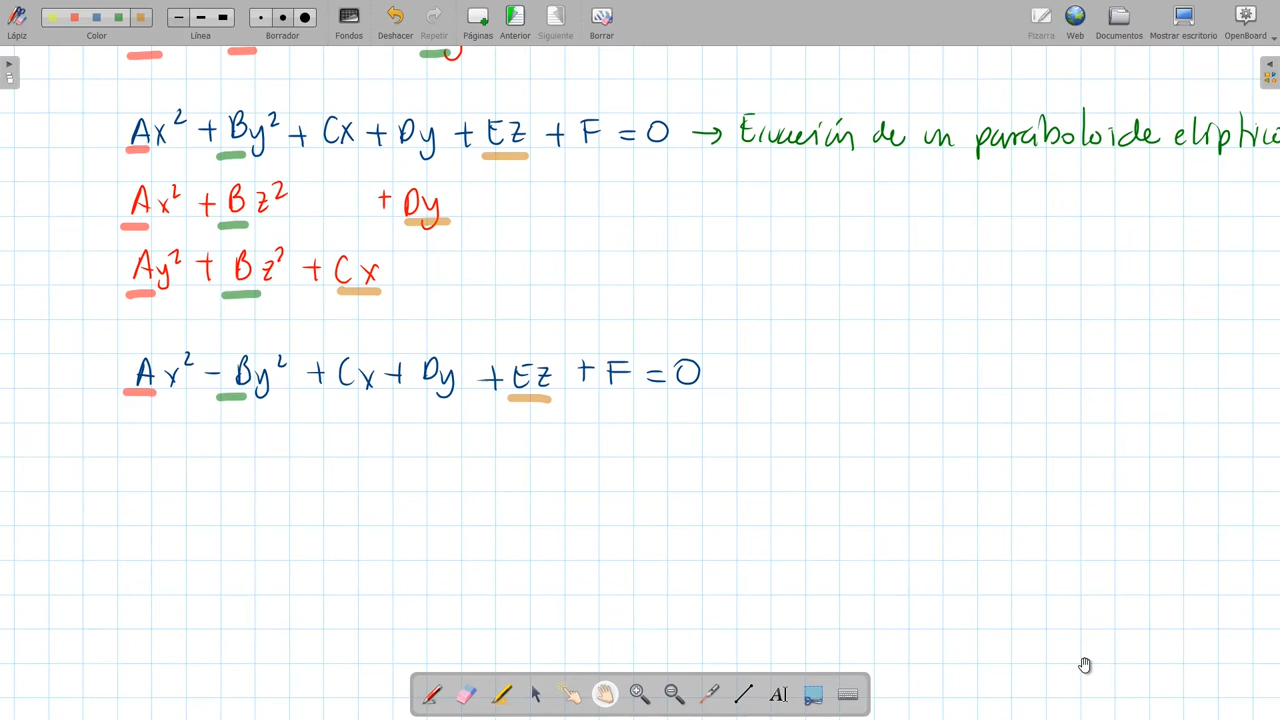 Lápiz Color Línea Borrador Fondos Deshacer Repetir Páginas Anterior Siguiente Borrar Pizarra Web Documentos Mostrar escritorio OpenBoard
Ax² + By² + Cx + Dy + Ez + F = 0 → Ecuación de un paraboloide elíptico
Ax² + Bz² + Dy
Ay² + Bz² + Cx
Ax² - By² + Cx + Dy + Ez + F = 0